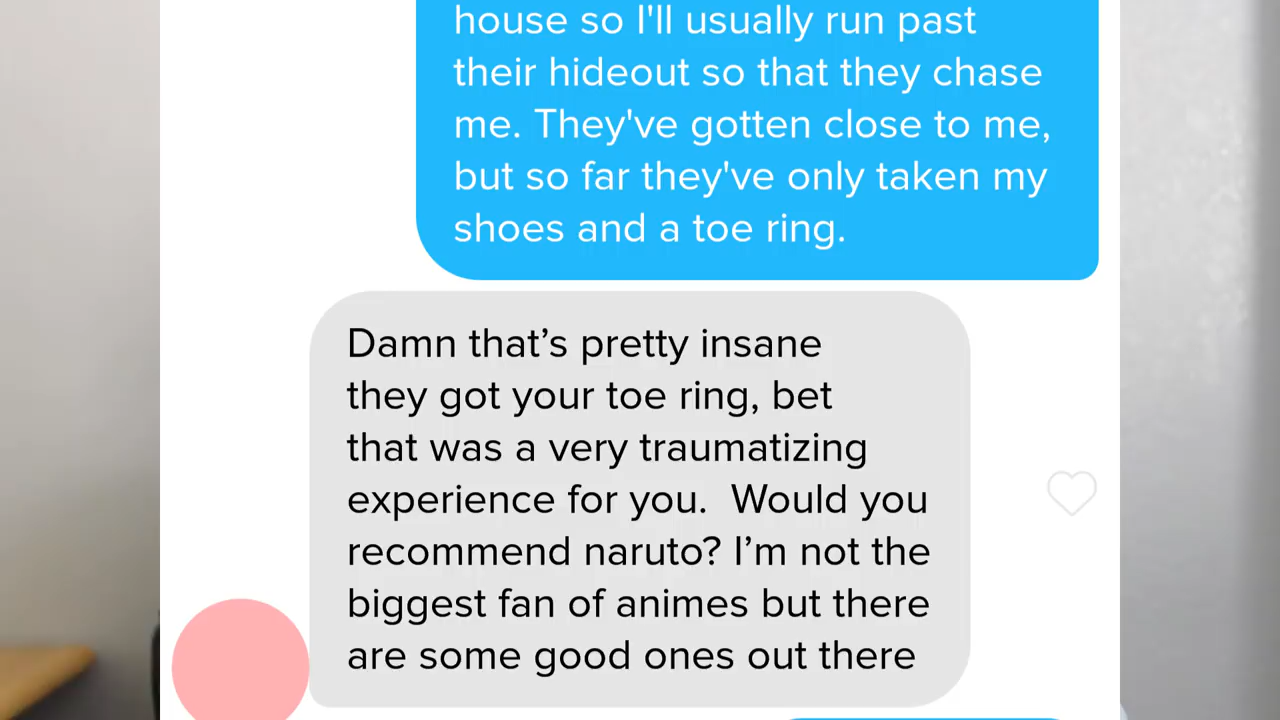 house so I'll usually run past
their hideout so that they chase
me. They've gotten close to me,
but so far they've only taken my
shoes and a toe ring.
Damn that’s pretty insane
they got your toe ring, bet
that was a very traumatizing
experience for you.  Would you
recommend naruto? I’m not the
biggest fan of animes but there
are some good ones out there